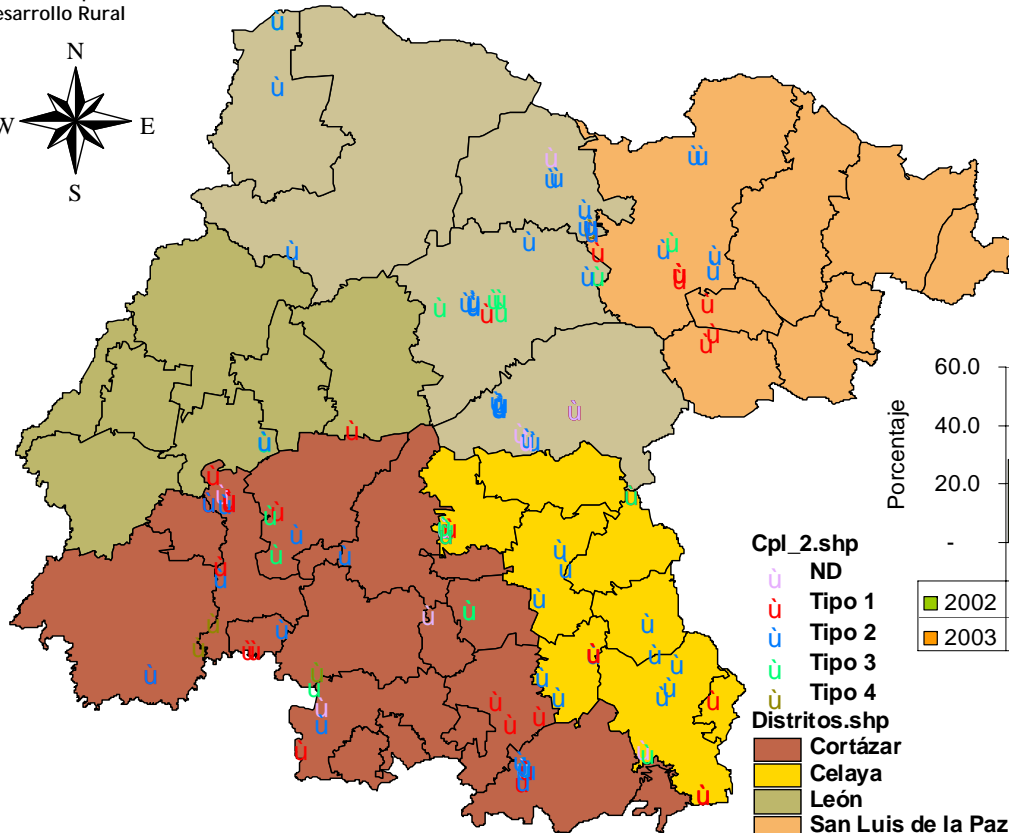 esarrollo Rural
N
W E
S
60.0
40.0
20.0
-
Porcentaje
2002
2003
Cpl_2.shp
ù ND
ù Tipo 1
ù Tipo 2
ù Tipo 3
ù Tipo 4
Distritos.shp
Cortázar
Celaya
León
San Luis de la Paz